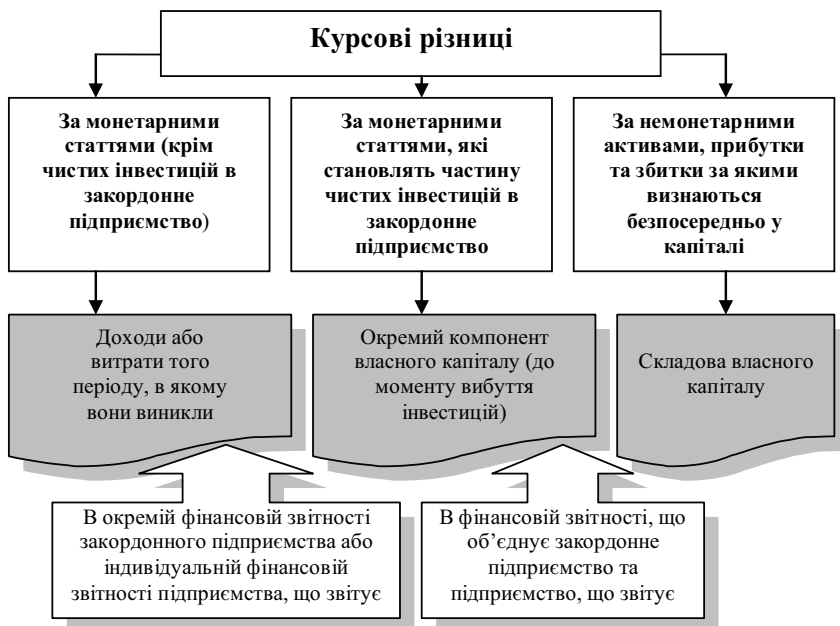 Курсові різниці
За монетарними
статтями (крім
чистих інвестицій в
закордонне
підприємство)
За монетарними
статтями, які
становлять частину
чистих інвестицій в
закордонне
підприємство
За немонетарними
активами, прибутки
та збитки за якими
визнаються
безпосередньо у
капіталі
Доходи або
витрати того
періоду, в якому
вони виникли
Окремий компонент
власного капіталу (до
моменту вибуття
інвестицій)
Складова власного
капіталу
В окремій фінансовій звітності
закордонного підприємства або
індивідуальній фінансовій
звітності підприємства, що звітує
В фінансовій звітності, що
об’єднує закордонне
підприємство та
підприємство, що звітує